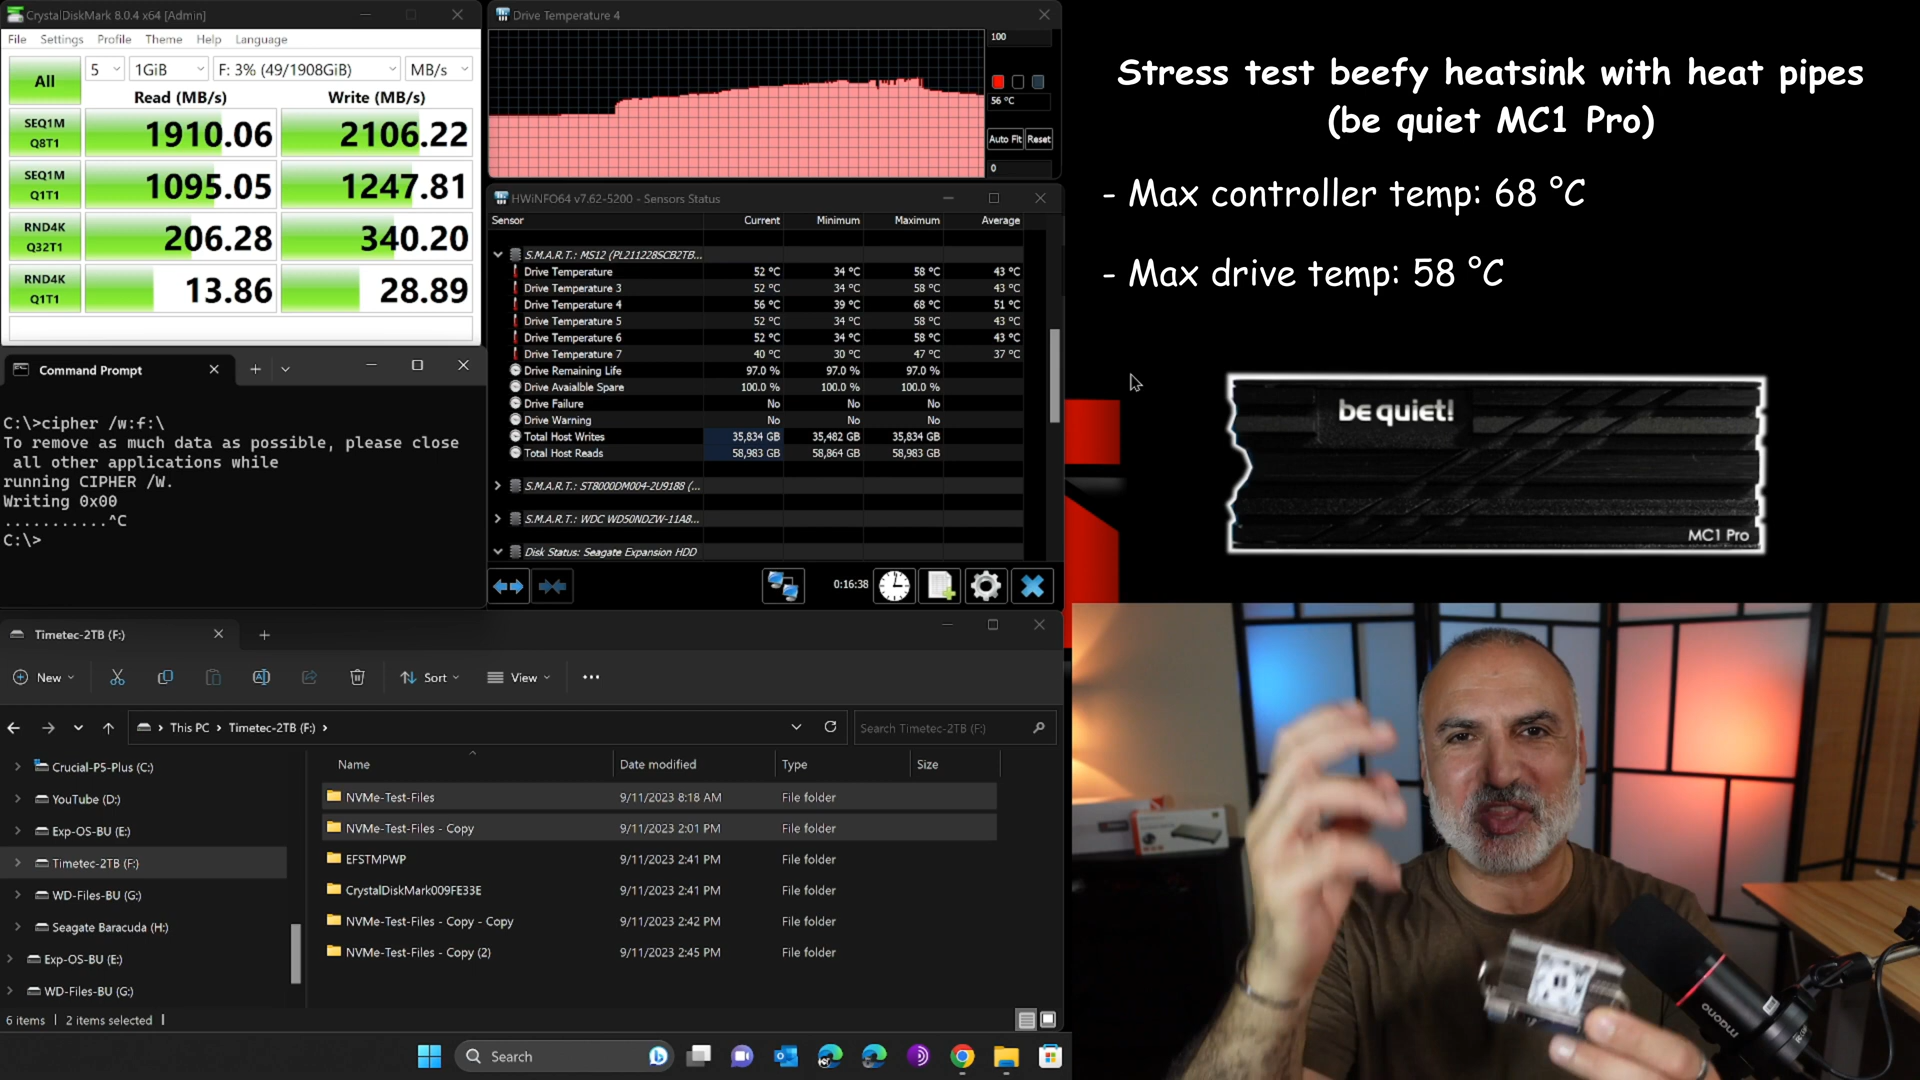 CrystalDiskMark 8.0.4 x64 [Admin]
File Settings Profile Theme Help Language
All
5 1GiB F: 3% (49/1908GiB) MB/s
Read (MB/s) Write (MB/s)
SEQ1M
Q8T1
1910.06 2106.22
SEQ1M
Q1T1
1095.05 1247.81
RND4K
Q32T1
206.28 340.20
RND4K
Q1T1
13.86 28.89
Drive Temperature 4
100
56 °C
Auto Fit Reset
0
HWiNFO64 v7.62-5200 - Sensors Status
Sensor Current Minimum Maximum Average
S.M.A.R.T.: MS12 (PL211228SCB2TB...
Drive Temperature 52 °C 34 °C 58 °C 43 °C
Drive Temperature 3 52 °C 34 °C 58 °C 43 °C
Drive Temperature 4 56 °C 39 °C 68 °C 51 °C
Drive Temperature 5 52 °C 34 °C 58 °C 43 °C
Drive Temperature 6 52 °C 34 °C 58 °C 43 °C
Drive Temperature 7 40 °C 30 °C 47 °C 37 °C
Drive Remaining Life 97.0 % 97.0 % 97.0 %
Drive Avaialble Spare 100.0 % 100.0 % 100.0 %
Drive Failure No No No
Drive Warning No No No
Total Host Writes 35,834 GB 35,482 GB 35,834 GB
Total Host Reads 58,983 GB 58,864 GB 58,983 GB
S.M.A.R.T.: ST8000DM004-2U9188 (...
S.M.A.R.T.: WDC WD50NDZW-11A8...
Disk Status: Seagate Expansion HDD
0:16:38
Command Prompt
C:\>cipher /w:f:\
To remove as much data as possible, please close
all other applications while
running CIPHER /W.
Writing 0x00
...........^C
C:\>
Stress test beefy heatsink with heat pipes
(be quiet MC1 Pro)
- Max controller temp: 68 °C
- Max drive temp: 58 °C
be quiet!
MC1 Pro
Timetec-2TB (F:)
New Sort View
This PC > Timetec-2TB (F:) >
Search Timetec-2TB (F:)
Name Date modified Type Size
Crucial-P5-Plus (C:)
YouTube (D:)
Exp-OS-BU (E:)
Timetec-2TB (F:)
WD-Files-BU (G:)
Seagate Baracuda (H:)
Exp-OS-BU (E:)
WD-Files-BU (G:)
NVMe-Test-Files 9/11/2023 8:18 AM File folder
NVMe-Test-Files - Copy 9/11/2023 2:01 PM File folder
EFSTMPWP 9/11/2023 2:41 PM File folder
CrystalDiskMark009FE33E 9/11/2023 2:41 PM File folder
NVMe-Test-Files - Copy - Copy 9/11/2023 2:42 PM File folder
NVMe-Test-Files - Copy (2) 9/11/2023 2:45 PM File folder
6 items 2 items selected
Search
maono